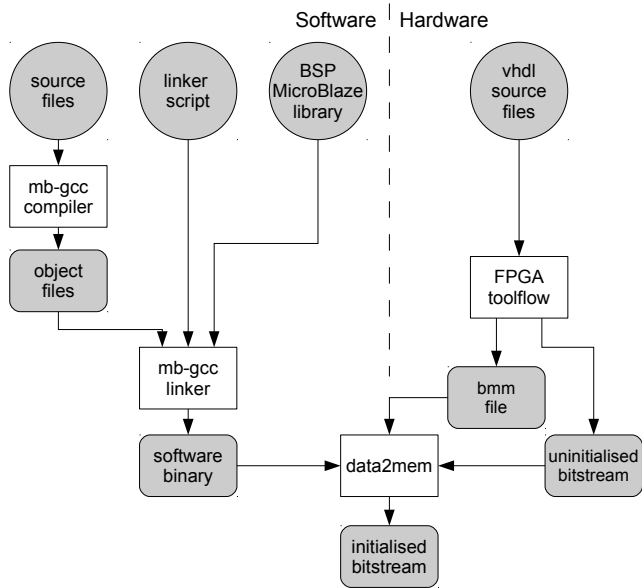 Software
Hardware
source
files
linker
script
BSP
MicroBlaze
library
vhdl
source
files
mb-gcc
compiler
object
files
FPGA
toolflow
mb-gcc
linker
bmm
file
software
binary
data2mem
uninitialised
bitstream
initialised
bitstream